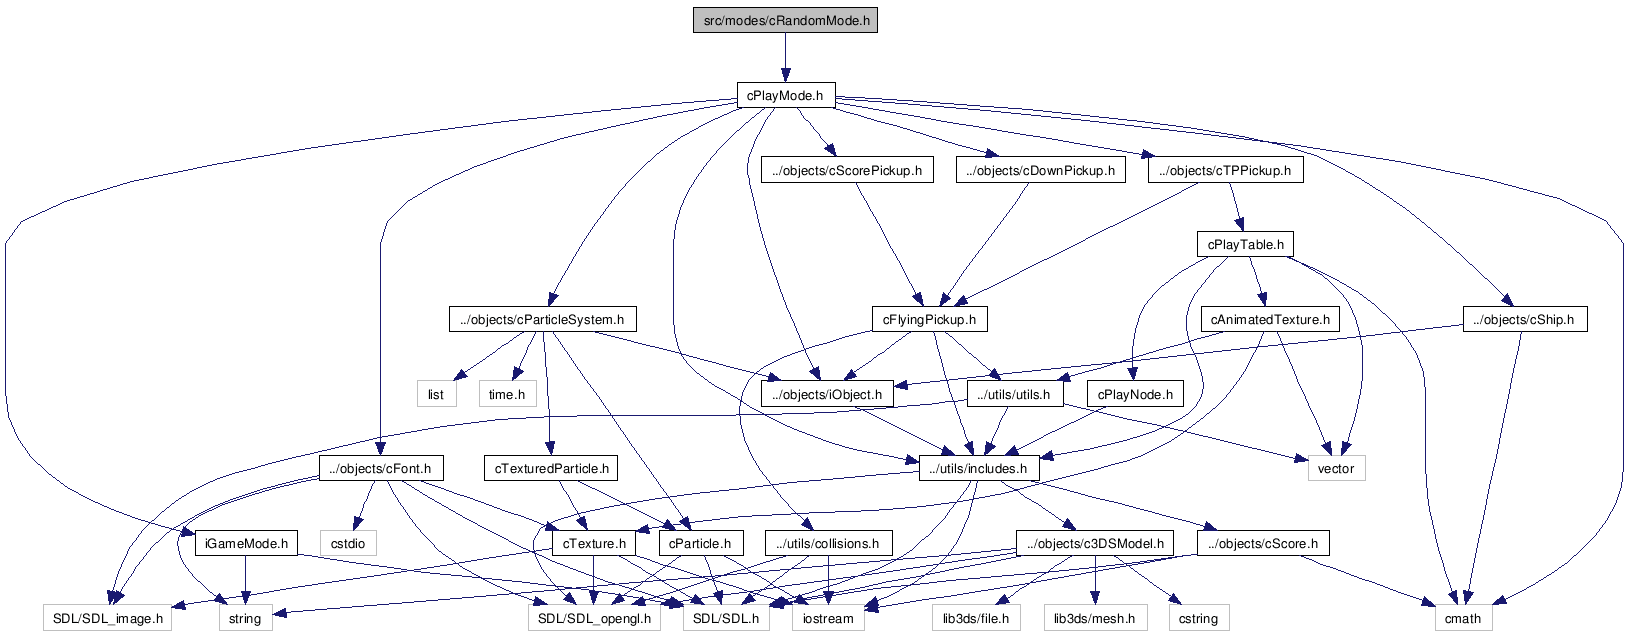 src/modes/cRandomMode.h
cPlayMode.h
../objects/cScorePickup.h
../objects/cDownPickup.h
../objects/cTPPickup.h
cPlayTable.h
../objects/cParticleSystem.h
cFlyingPickup.h
cAnimatedTexture.h
../objects/cShip.h
list
time.h
../objects/iObject.h
../utils/utils.h
cPlayNode.h
../objects/cFont.h
cTexturedParticle.h
../utils/includes.h
vector
iGameMode.h
cstdio
cTexture.h
cParticle.h
../utils/collisions.h
../objects/c3DSModel.h
../objects/cScore.h
SDL/SDL_image.h
string
SDL/SDL_opengl.h
SDL/SDL.h
iostream
lib3ds/file.h
lib3ds/mesh.h
cstring
cmath